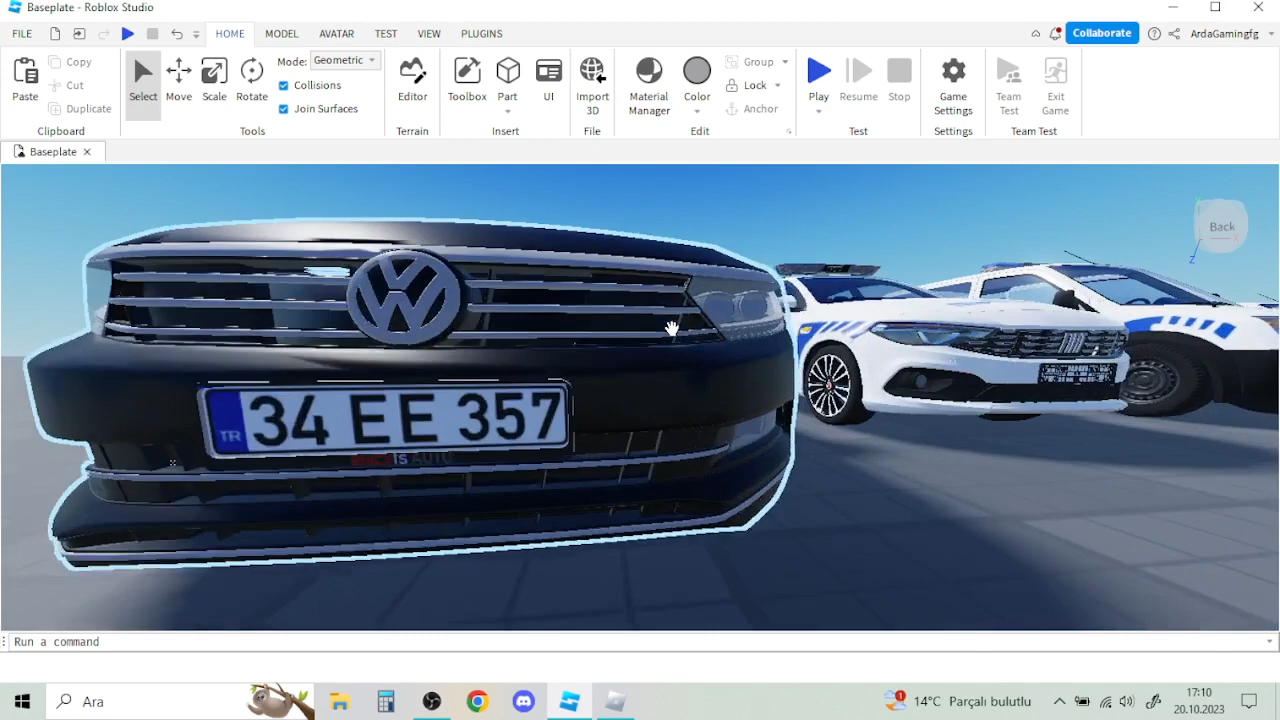 Baseplate - Roblox Studio
FILE HOME MODEL AVATAR TEST VIEW PLUGINS Collaborate ArdaGamingfg
Paste Copy Cut Duplicate
Select Move Scale Rotate
Mode: Geometric
Collisions
Join Surfaces
Editor
Toolbox Part UI
Import 3D
Material Manager Color
Group Lock Anchor
Play Resume Stop
Game Settings
Team Test Exit Game
Clipboard Tools Terrain Insert File Edit Test Settings Team Test
Baseplate
Back
Z
VW
TR 34 EE 357
AUTO
Run a command
Ara
1 14°C Parçalı bulutlu
17:10
20.10.2023